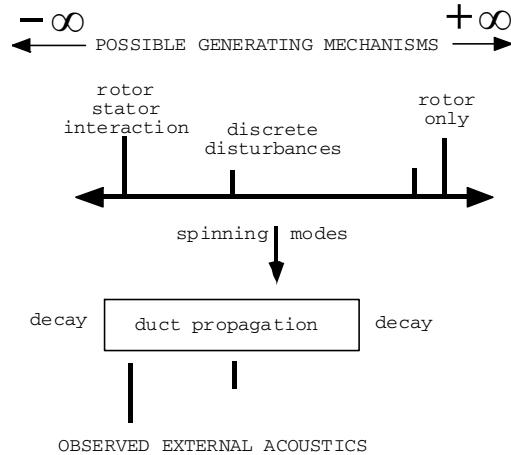 −∞ +∞
POSSIBLE GENERATING MECHANISMS
rotor
stator
interaction
discrete
disturbances
rotor
only
spinning modes
decay duct propagation decay
OBSERVED EXTERNAL ACOUSTICS